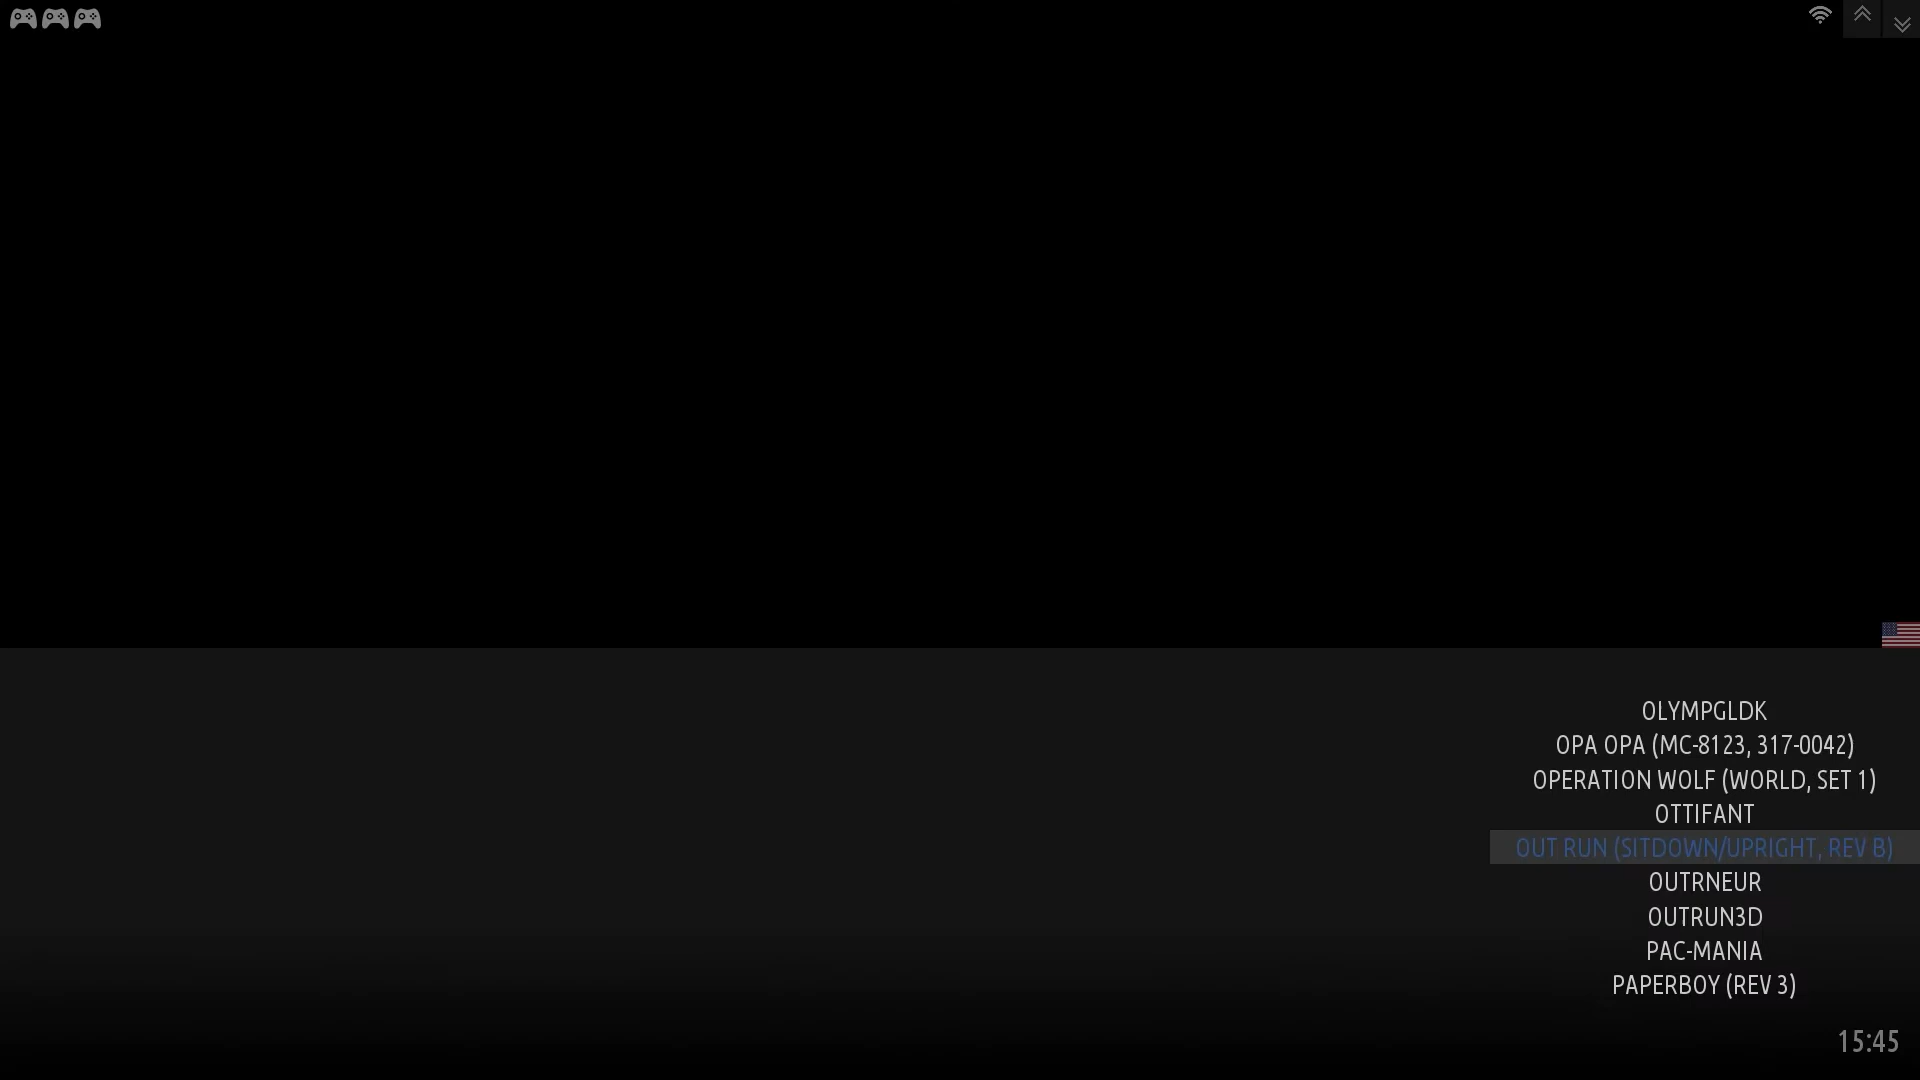 OLYMPGLDK
OPA OPA (MC-8123, 317-0042)
OPERATION WOLF (WORLD, SET 1)
OTTIFANT
OUT RUN (SITDOWN/UPRIGHT, REV B)
OUTRNEUR
OUTRUN3D
PAC-MANIA
PAPERBOY (REV 3)
15:45